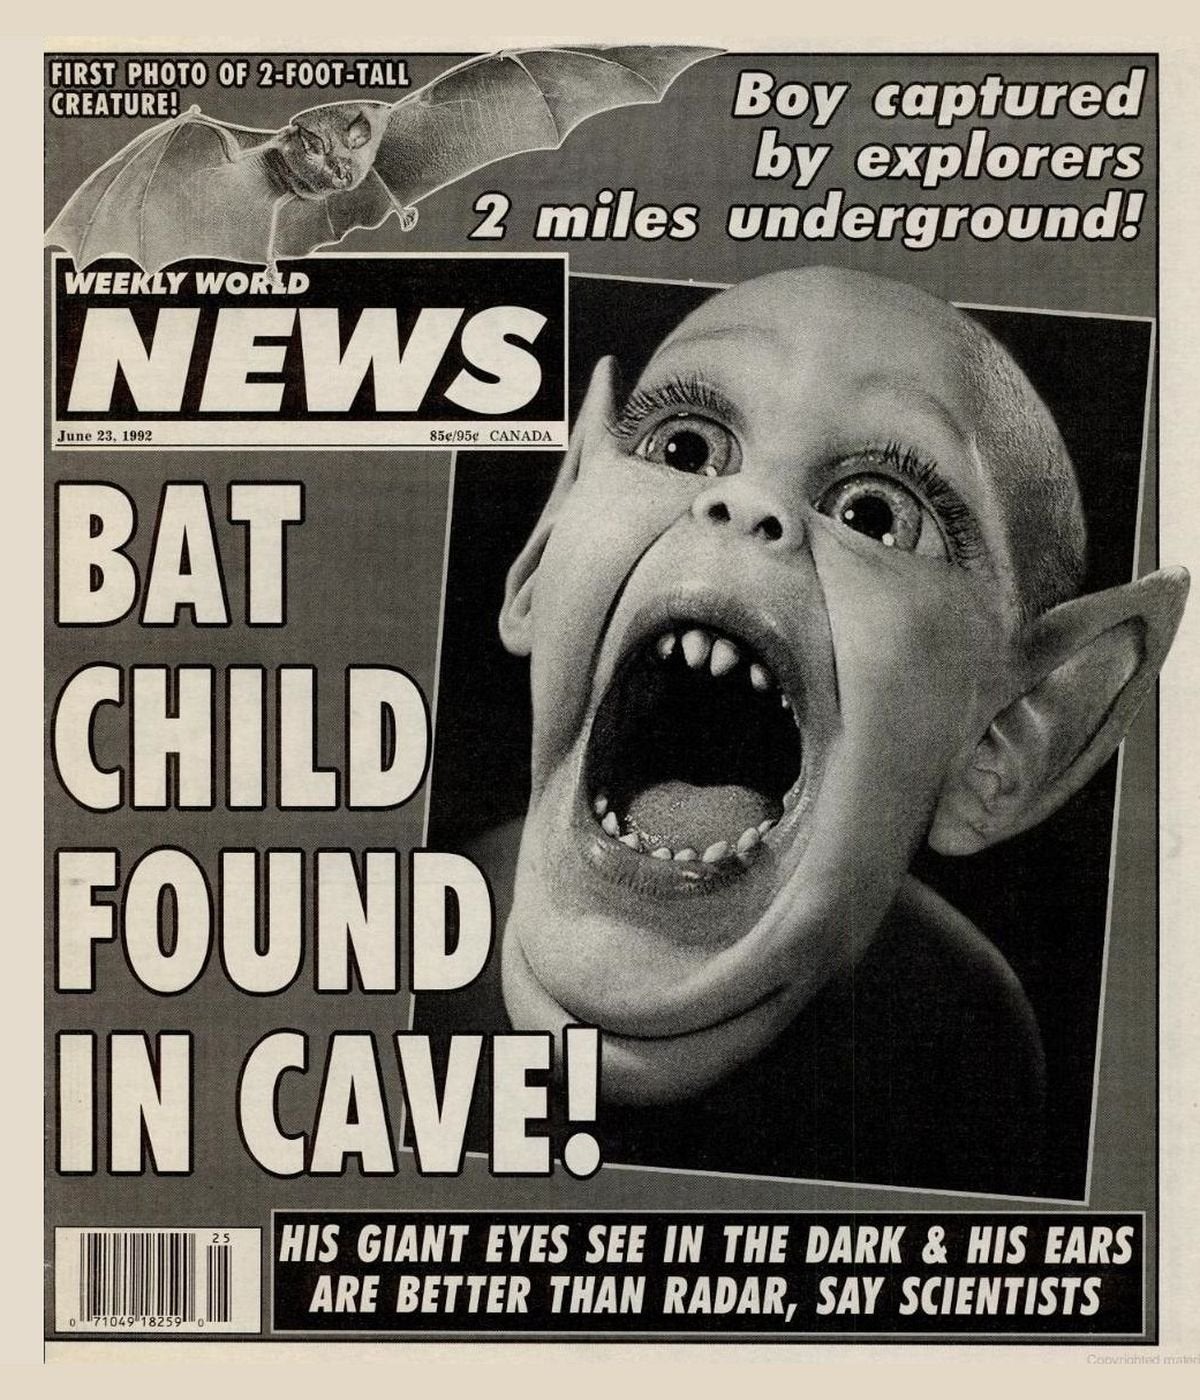 FIRST PHOTO OF 2-FOOT-TALL
CREATURE!
Boy captured
by explorers
2 miles underground!
WEEKLY WORLD
NEWS
June 23, 1992
85¢/95¢ CANADA
BAT
CHILD
FOUND
IN CAVE!
25
0 71049 18259 0
HIS GIANT EYES SEE IN THE DARK & HIS EARS
ARE BETTER THAN RADAR, SAY SCIENTISTS
Copyrighted materi